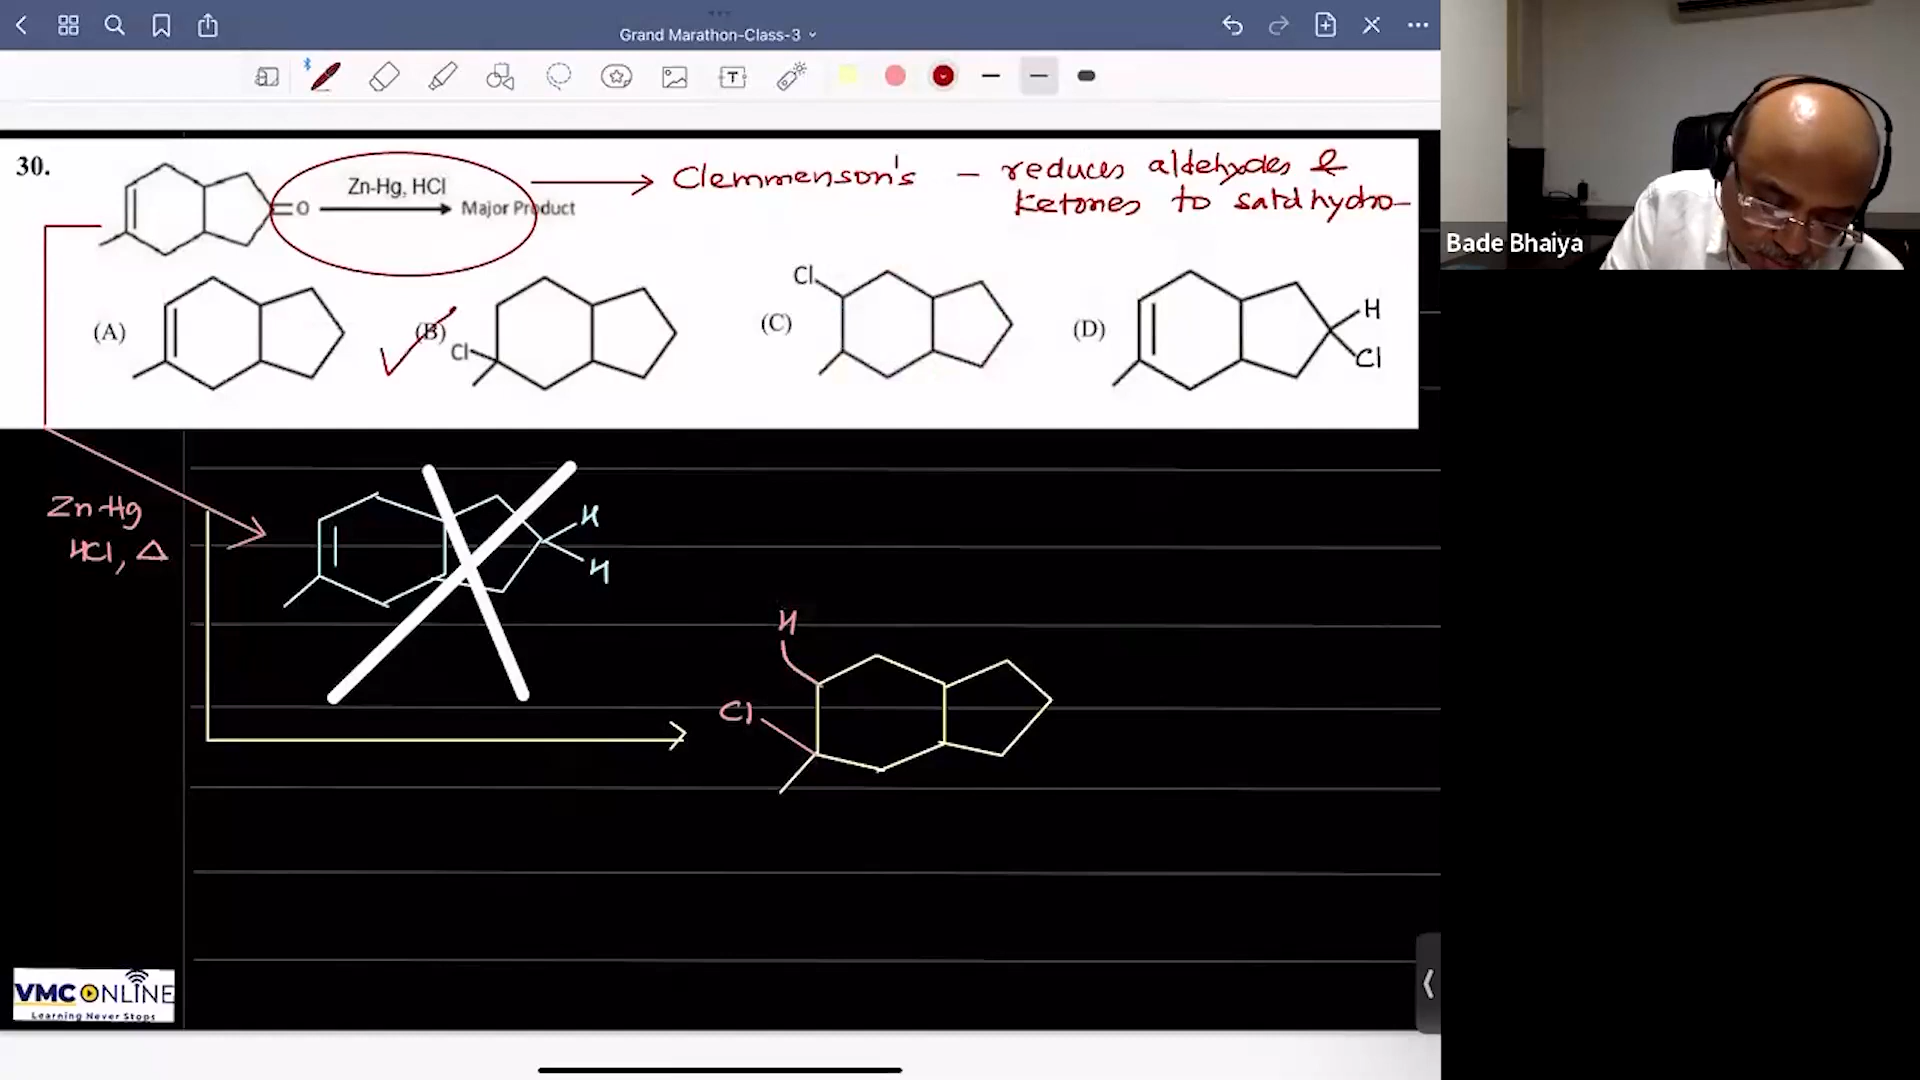 Grand Marathon-Class-3
30.
Zn-Hg, HCl
O
Major Product
Clemmenson's – reduces aldehydes &
ketones to satd hydro–
Bade Bhaiya
(A)
(B)
Cl
(C)
Cl
(D)
H
Cl
Zn-Hg
HCl, Δ
H
H
H
Cl
VMC ONLINE
Learning Never Stops